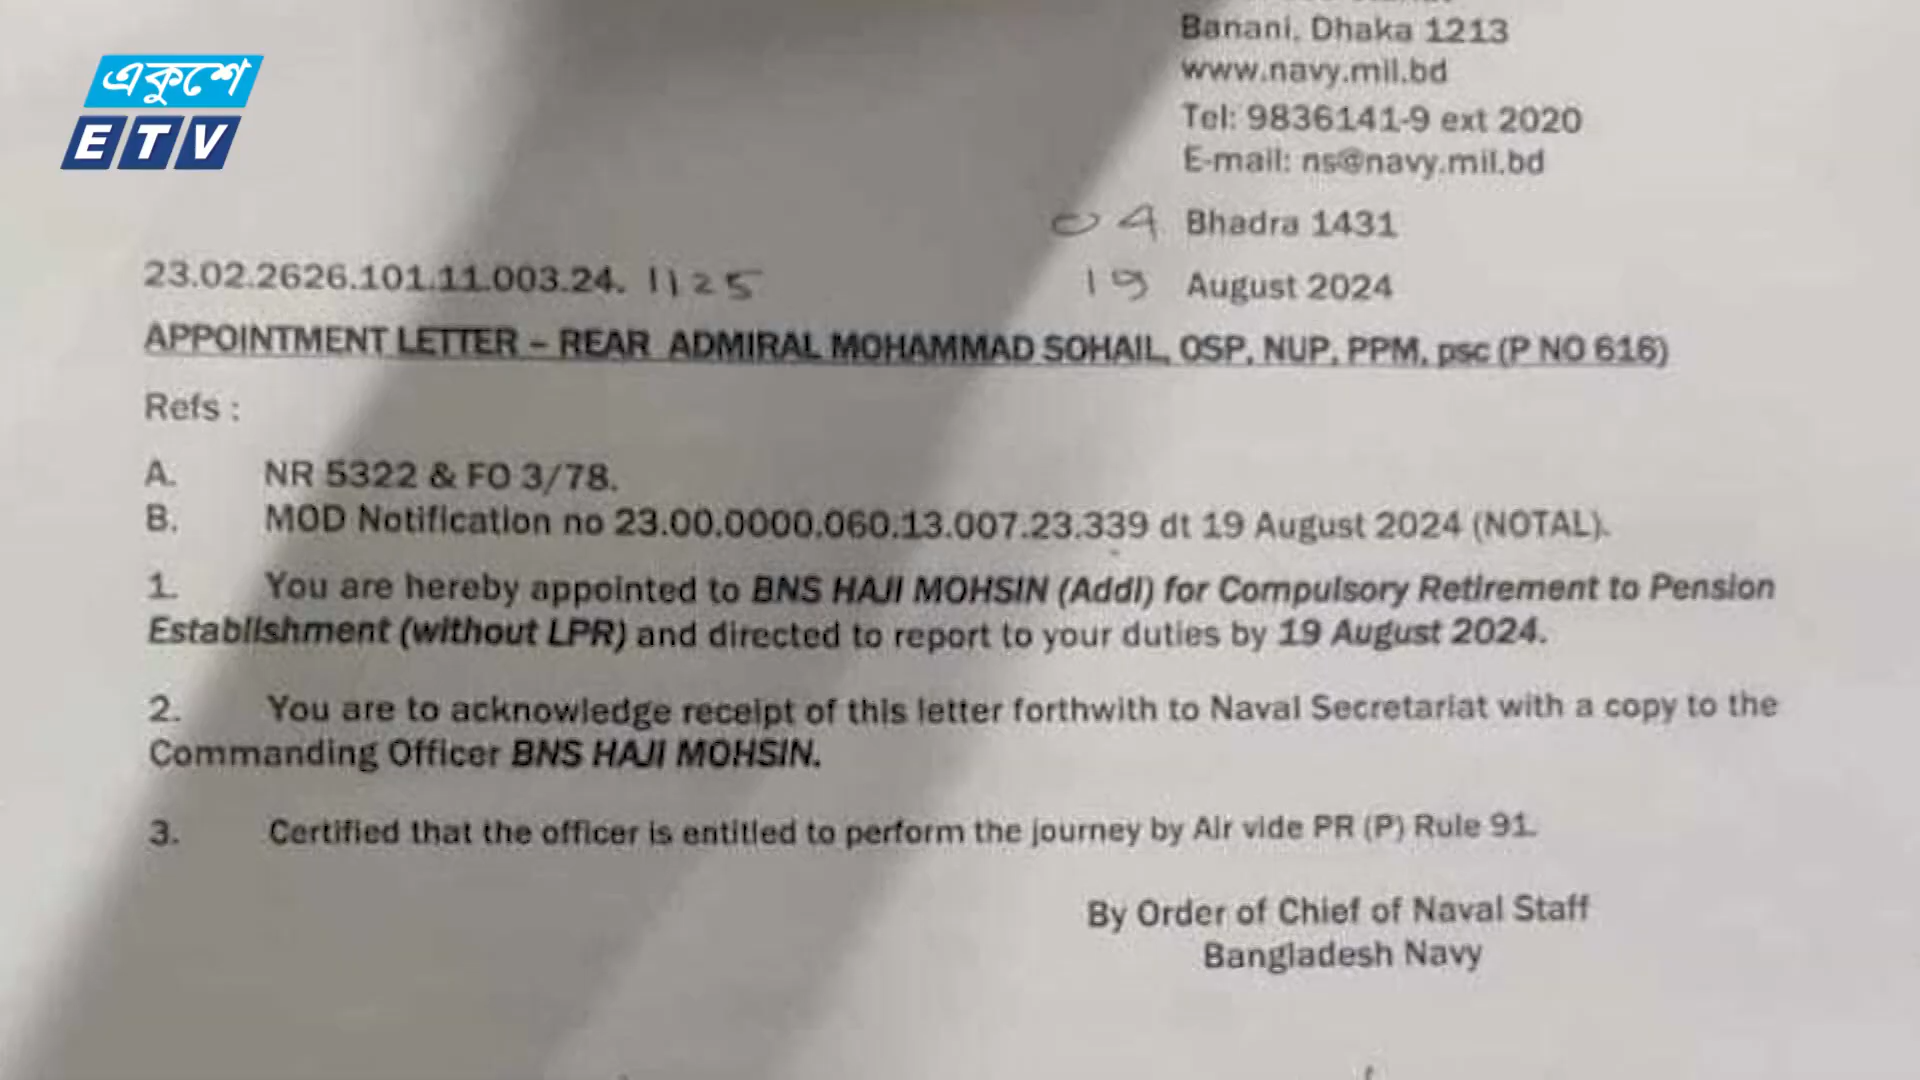 একুশে
ETV
Banani, Dhaka 1213
www.navy.mil.bd
Tel: 9836141-9 ext 2020
E-mail: ns@navy.mil.bd
04 Bhadra 1431
23.02.2626.101.11.003.24. 1125
19 August 2024
APPOINTMENT LETTER – REAR ADMIRAL MOHAMMAD SOHAIL, OSP, NUP, PPM, psc (P NO 616)
Refs :
A. NR 5322 & FO 3/78.
B. MOD Notification no 23.00.0000.060.13.007.23.339 dt 19 August 2024 (NOTAL).
1. You are hereby appointed to BNS HAJI MOHSIN (Addl) for Compulsory Retirement to Pension
Establishment (without LPR) and directed to report to your duties by 19 August 2024.
2. You are to acknowledge receipt of this letter forthwith to Naval Secretariat with a copy to the
Commanding Officer BNS HAJI MOHSIN.
3. Certified that the officer is entitled to perform the journey by Air vide PR (P) Rule 91.
By Order of Chief of Naval Staff
Bangladesh Navy